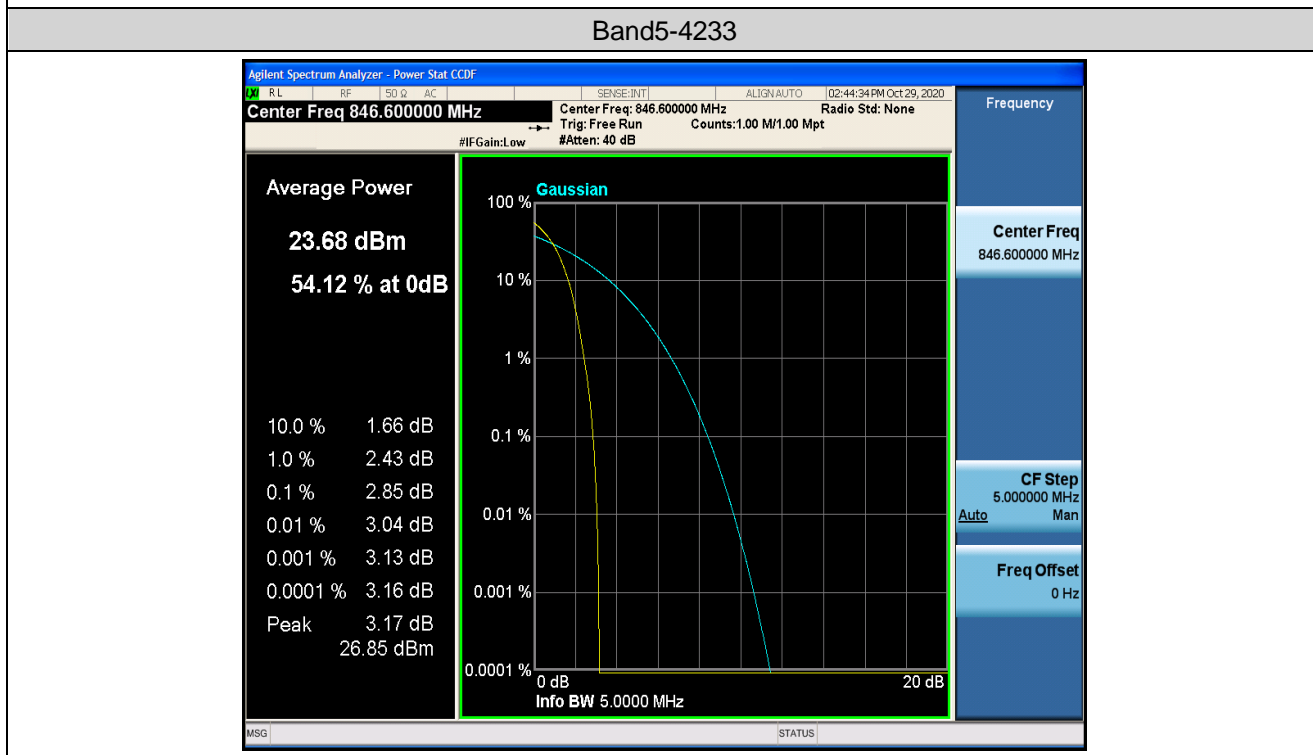 Band5-4233
Agilent Spectrum Analyzer - Power Stat CCDF
LXI RL RF 50 Ω AC SENSE:INT ALIGN AUTO 02:44:34 PM Oct 29, 2020
Center Freq 846.600000 MHz
Center Freq: 846.600000 MHz Radio Std: None
Trig: Free Run Counts:1.00 M/1.00 Mpt
#IFGain:Low #Atten: 40 dB
Average Power
23.68 dBm
54.12 % at 0dB
10.0 % 1.66 dB
1.0 % 2.43 dB
0.1 % 2.85 dB
0.01 % 3.04 dB
0.001 % 3.13 dB
0.0001 % 3.16 dB
Peak 3.17 dB
26.85 dBm
Gaussian
100 %
10 %
1 %
0.1 %
0.01 %
0.001 %
0.0001 %
0 dB 20 dB
Info BW 5.0000 MHz
Frequency
Center Freq
846.600000 MHz
CF Step
5.000000 MHz
Auto Man
Freq Offset
0 Hz
MSG STATUS